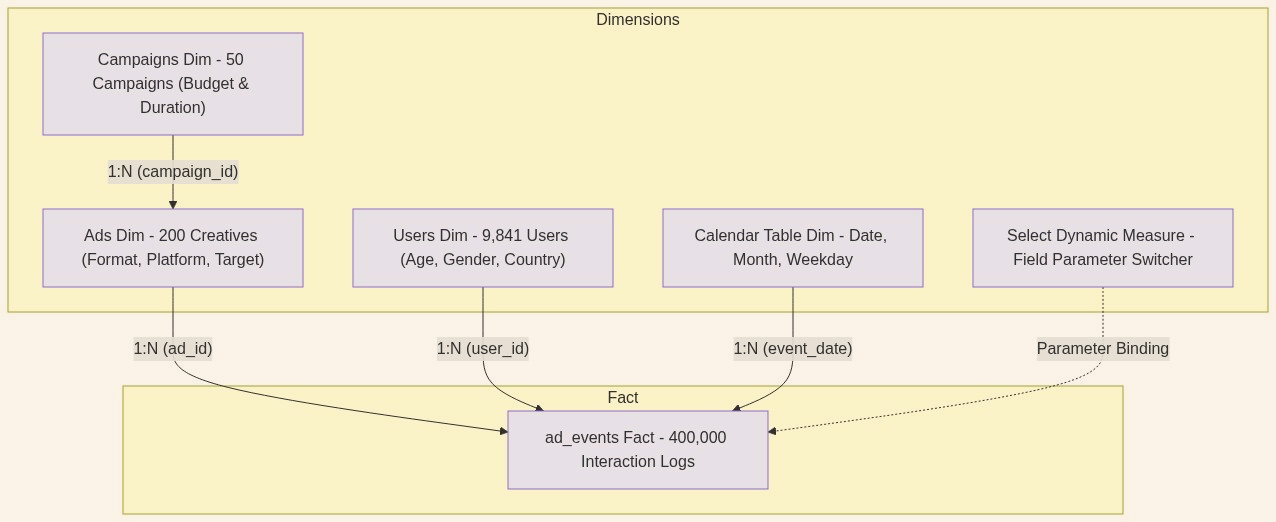 Dimensions
Campaigns Dim - 50
Campaigns (Budget &
Duration)
1:N (campaign_id)
Ads Dim - 200 Creatives
(Format, Platform, Target)
Users Dim - 9,841 Users
(Age, Gender, Country)
Calendar Table Dim - Date,
Month, Weekday
Select Dynamic Measure -
Field Parameter Switcher
1:N (ad_id)
1:N (user_id)
1:N (event_date)
Parameter Binding
Fact
ad_events Fact - 400,000
Interaction Logs